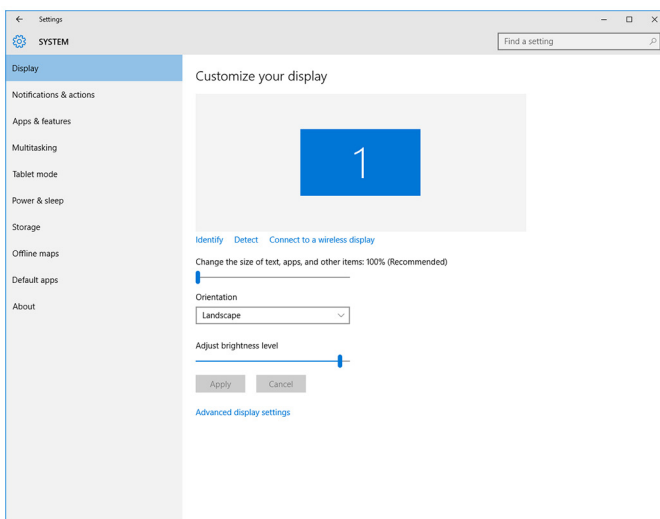 Settings
SYSTEM
Find a setting
Display
Notifications & actions
Apps & features
Multitasking
Tablet mode
Power & sleep
Storage
Offline maps
Default apps
About
Customize your display
1
Identify Detect Connect to a wireless display
Change the size of text, apps, and other items: 100% (Recommended)
Orientation
Landscape
Adjust brightness level
Apply Cancel
Advanced display settings